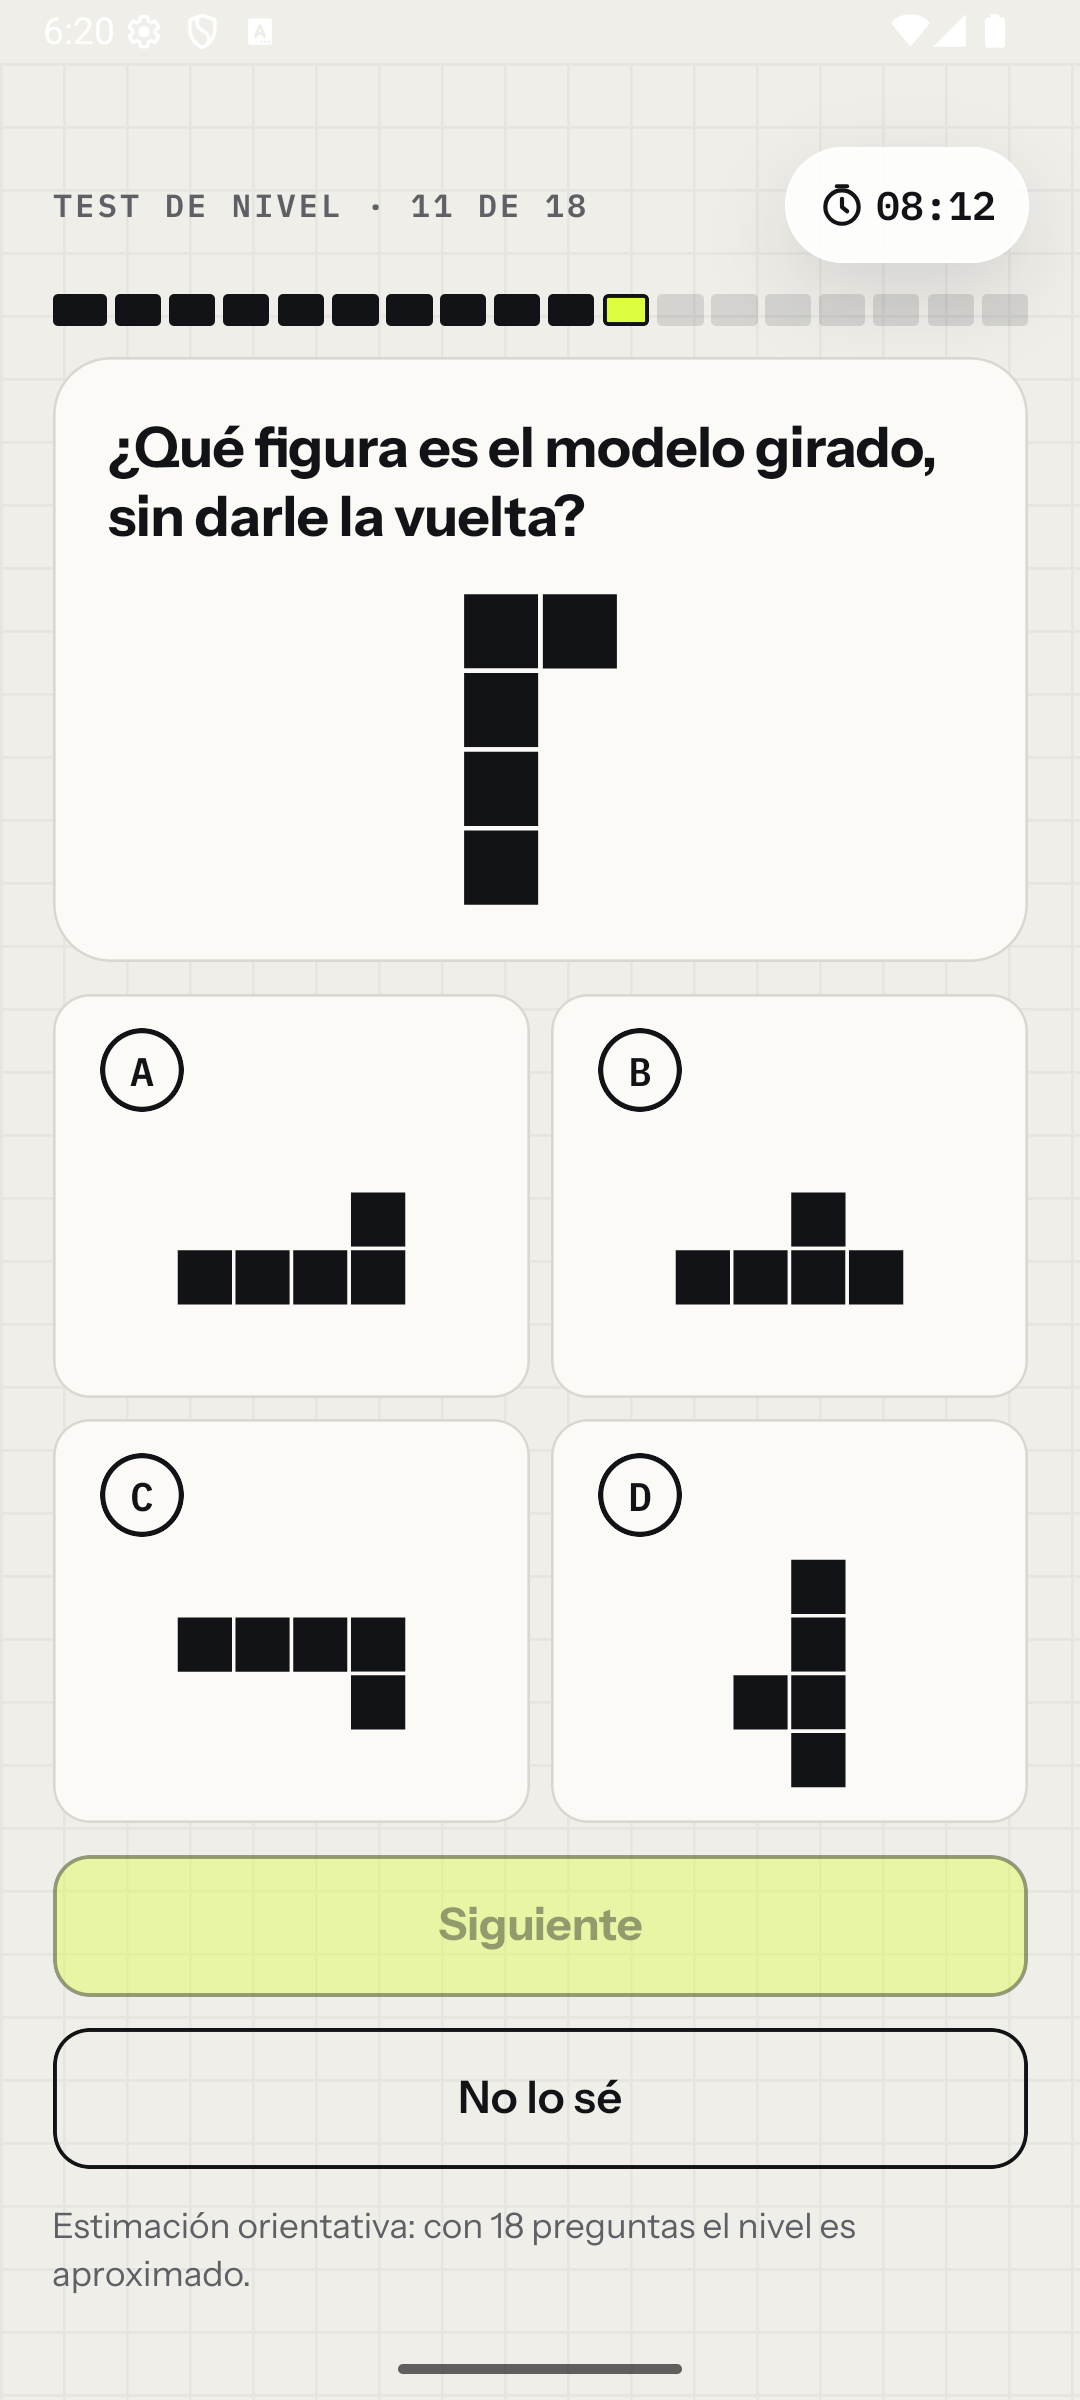 6:20
TEST DE NIVEL · 11 DE 18
08:12
¿Qué figura es el modelo girado,
sin darle la vuelta?
A
B
C
D
Siguiente
No lo sé
Estimación orientativa: con 18 preguntas el nivel es
aproximado.